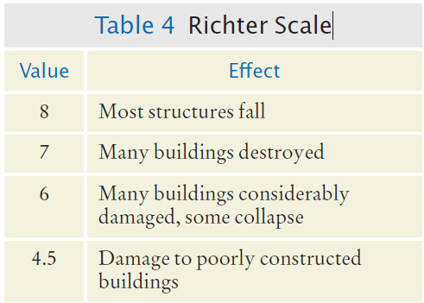 Table 4 Richter Scale
Value Effect
8 Most structures fall
7 Many buildings destroyed
6 Many buildings considerably
damaged, some collapse
4.5 Damage to poorly constructed
buildings